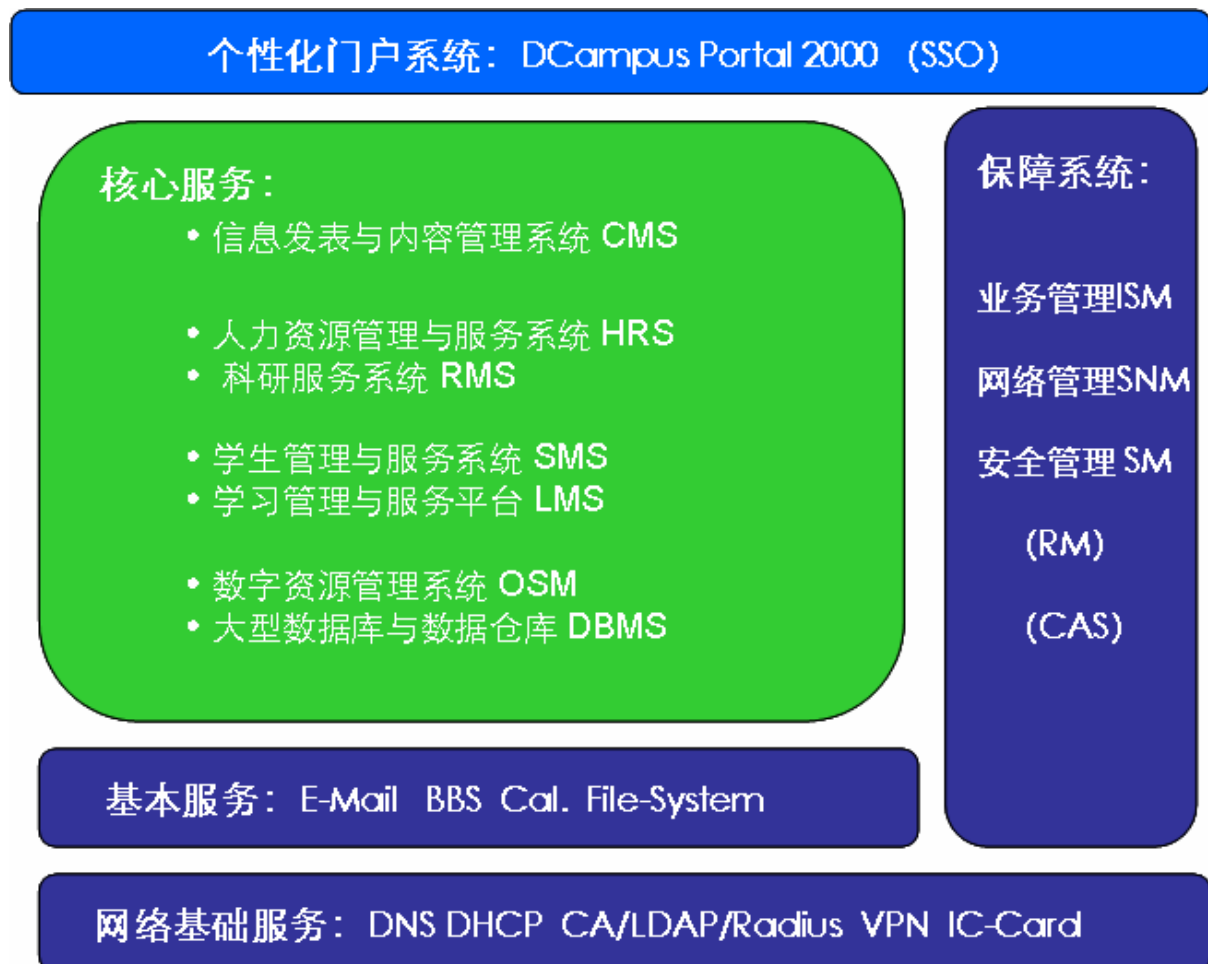 个性化门户系统：DCampus Portal 2000 (SSO)
核心服务：
• 信息发表与内容管理系统 CMS
• 人力资源管理与服务系统 HRS
• 科研服务系统 RMS
• 学生管理与服务系统 SMS
• 学习管理与服务平台 LMS
• 数字资源管理系统 OSM
• 大型数据库与数据仓库 DBMS
保障系统：
业务管理ISM
网络管理SNM
安全管理 SM
(RM)
(CAS)
基本服务：E-Mail BBS Cal. File-System
网络基础服务：DNS DHCP CA/LDAP/Radius VPN IC-Card